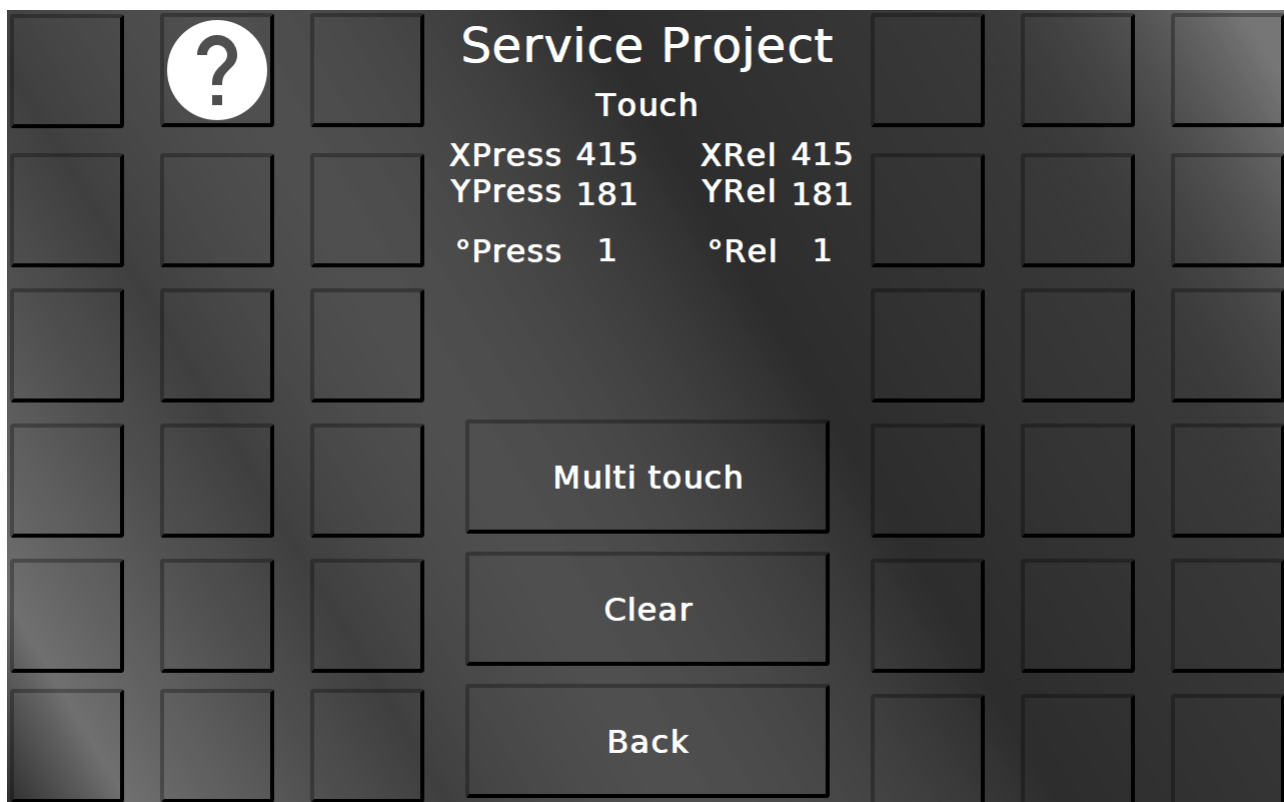 ?
Service Project
Touch
XPress 415 XRel 415
YPress 181 YRel 181
°Press 1 °Rel 1
Multi touch
Clear
Back